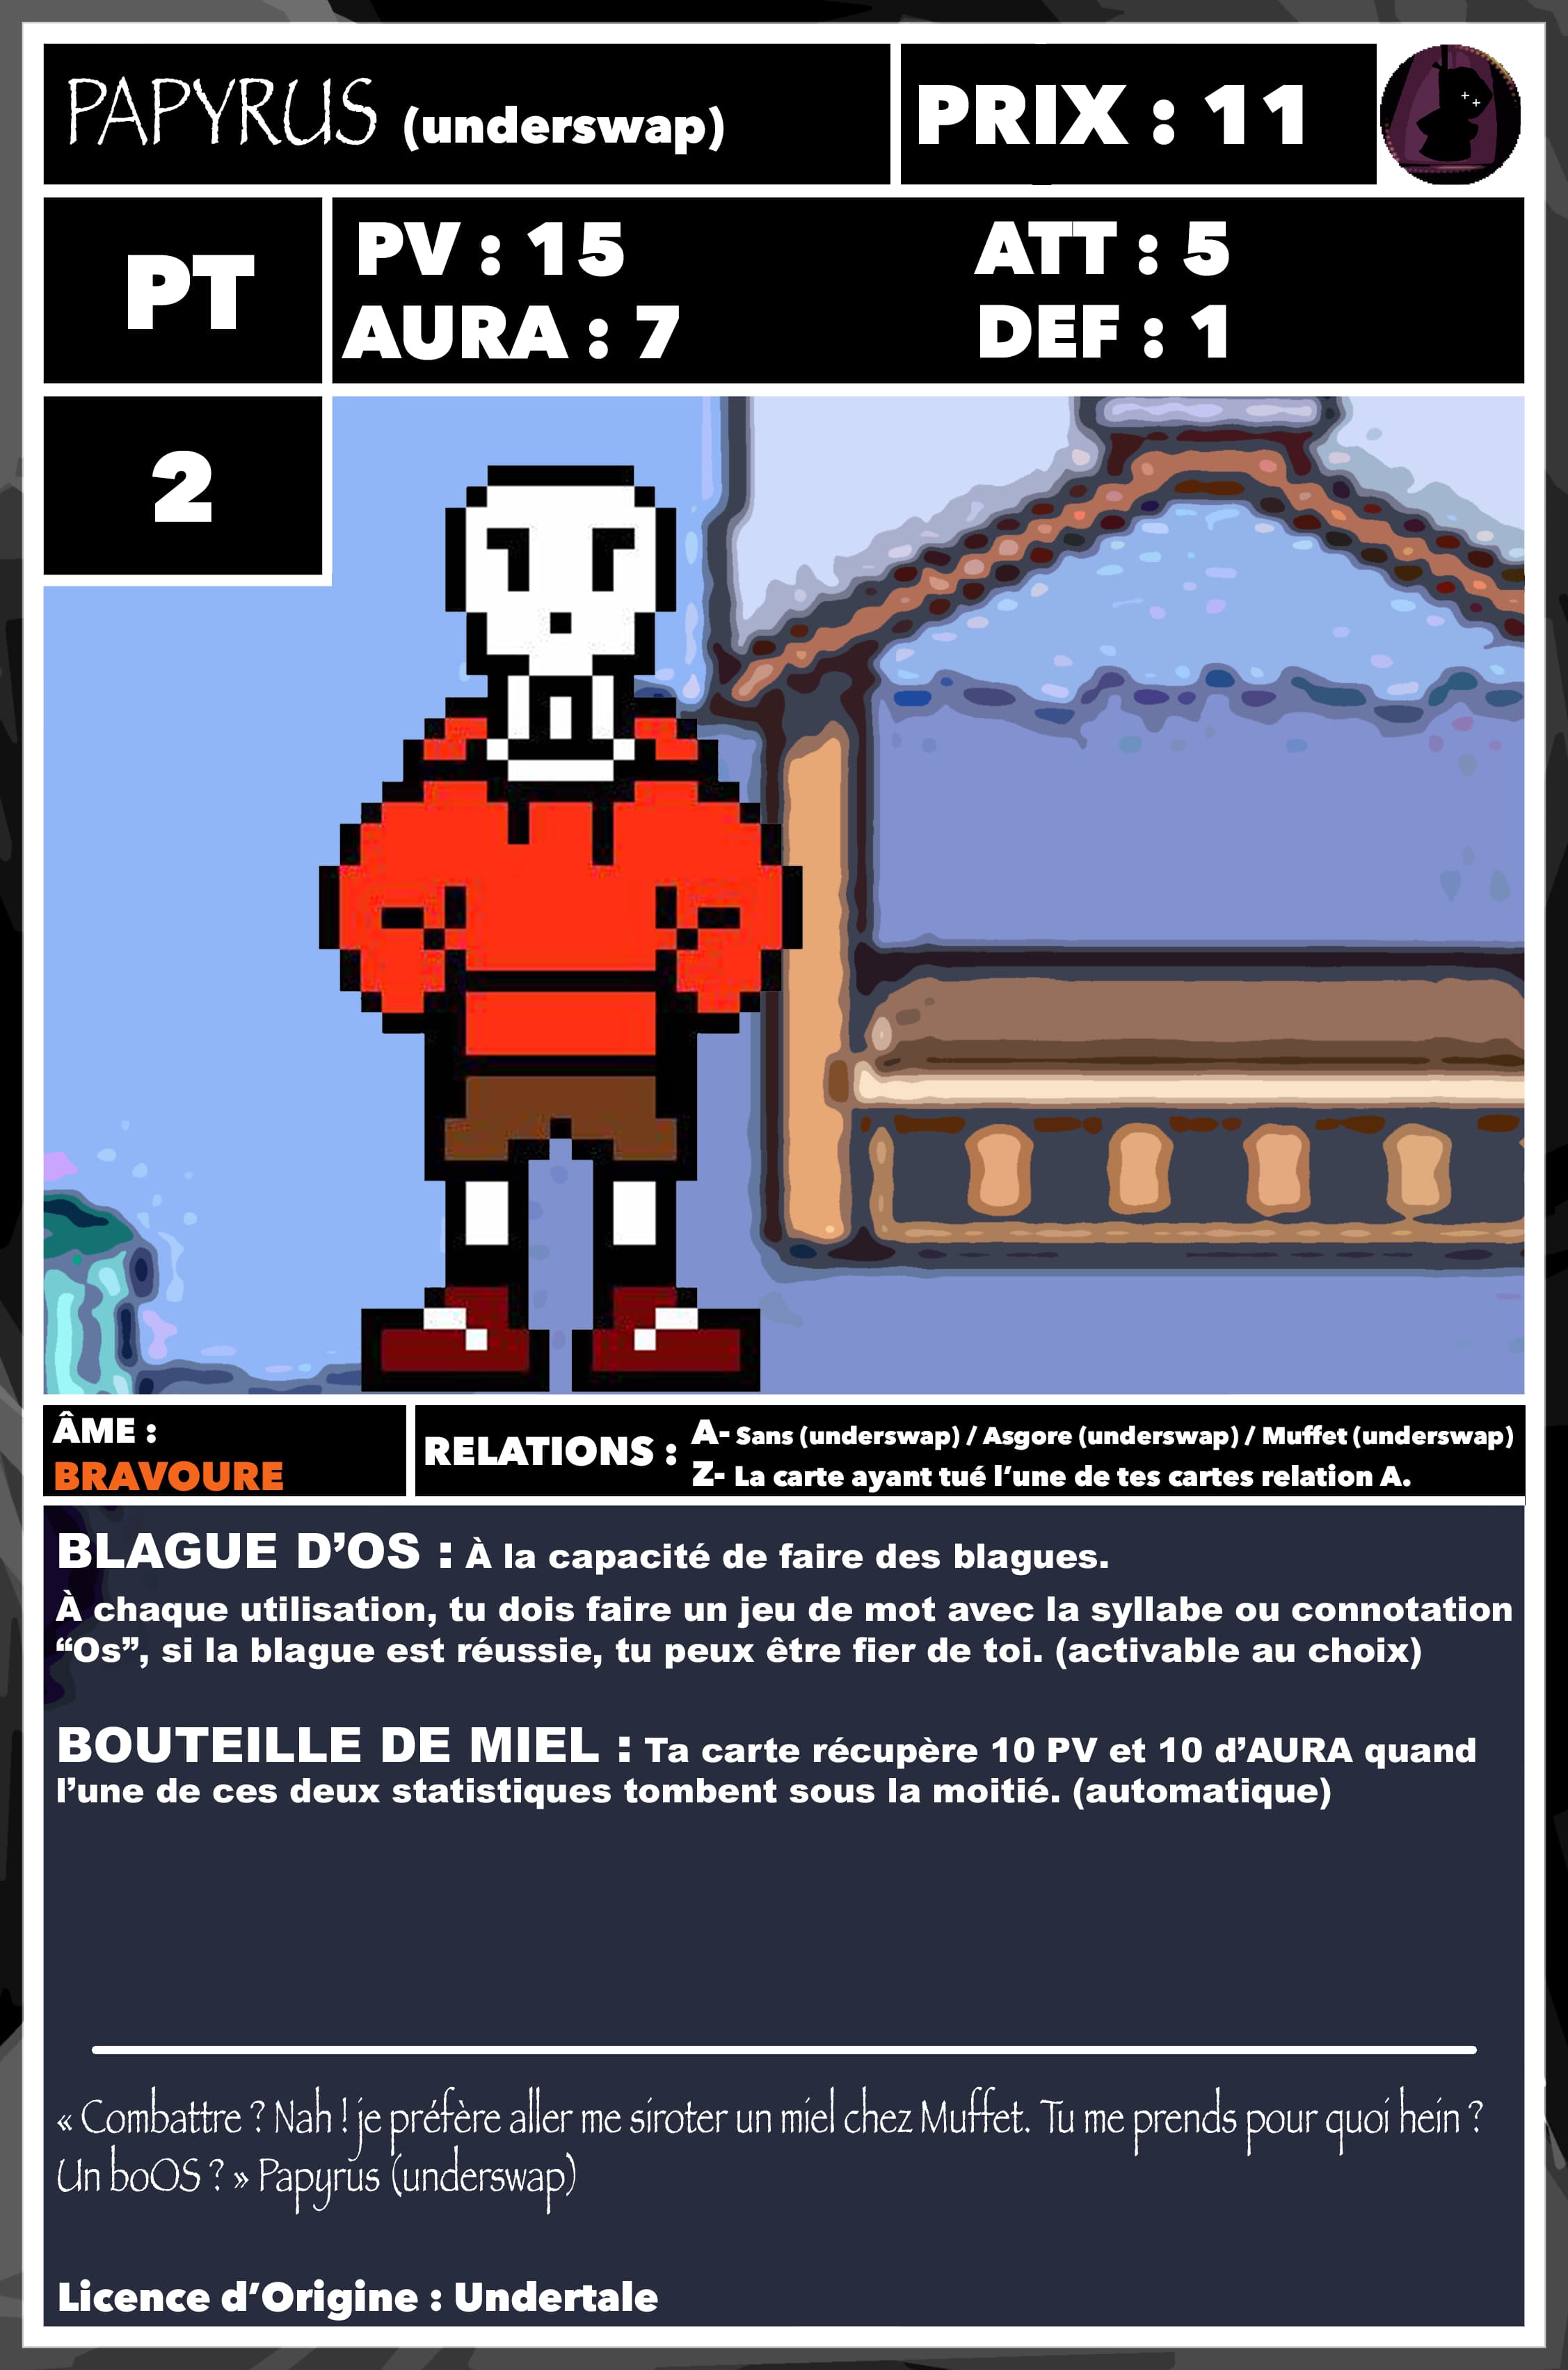 PAPYRUS (underswap)
PRIX : 11
PT
PV : 15
ATT : 5
AURA : 7
DEF : 1
2
ÂME :
BRAVOURE
RELATIONS :
A- Sans (underswap) / Asgore (underswap) / Muffet (underswap)
Z- La carte ayant tué l’une de tes cartes relation A.
BLAGUE D’OS : À la capacité de faire des blagues.
À chaque utilisation, tu dois faire un jeu de mot avec la syllabe ou connotation
“Os”, si la blague est réussie, tu peux être fier de toi. (activable au choix)
BOUTEILLE DE MIEL : Ta carte récupère 10 PV et 10 d’AURA quand
l’une de ces deux statistiques tombent sous la moitié. (automatique)
« Combattre ? Nah ! je préfère aller me siroter un miel chez Muffet. Tu me prends pour quoi hein ?
Un boOS ? » Papyrus (underswap)
Licence d’Origine : Undertale